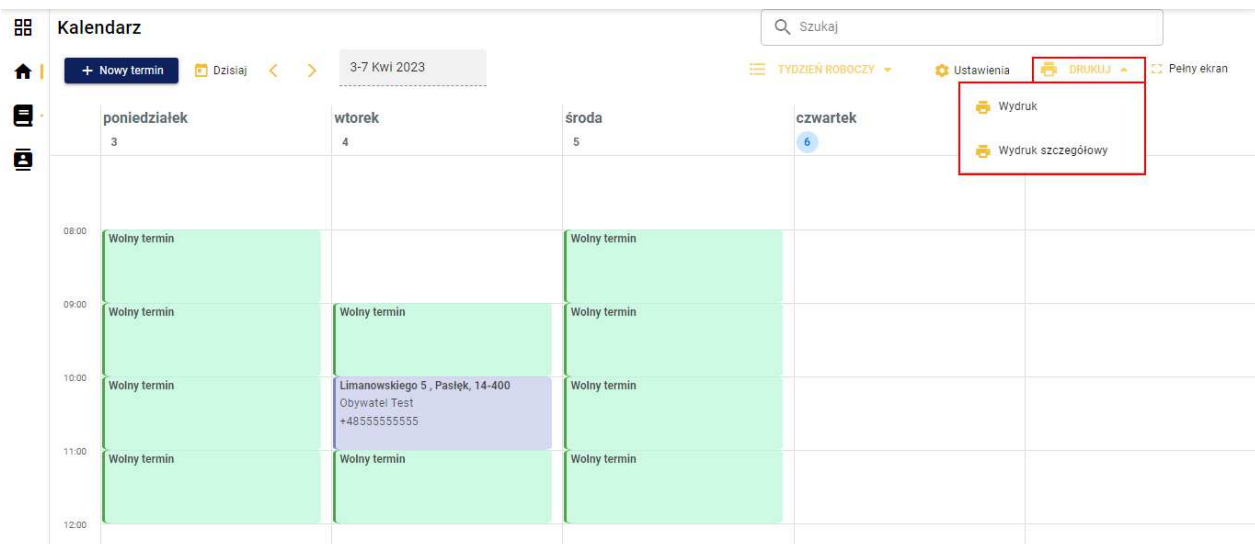 Kalendarz
Szukaj
+ Nowy termin
Dzisiaj
3-7 Kwi 2023
TYDZIEŃ ROBOCZY
Ustawienia
DRUKUJ
Pełny ekran
Wydruk
Wydruk szczegółowy
poniedziałek
wtorek
środa
czwartek
3
4
5
6
08:00
Wolny termin
Wolny termin
09:00
Wolny termin
Wolny termin
Wolny termin
10:00
Wolny termin
Limanowskiego 5 , Pasłęk, 14-400
Obywatel Test
+48555555555
Wolny termin
11:00
Wolny termin
Wolny termin
Wolny termin
12:00